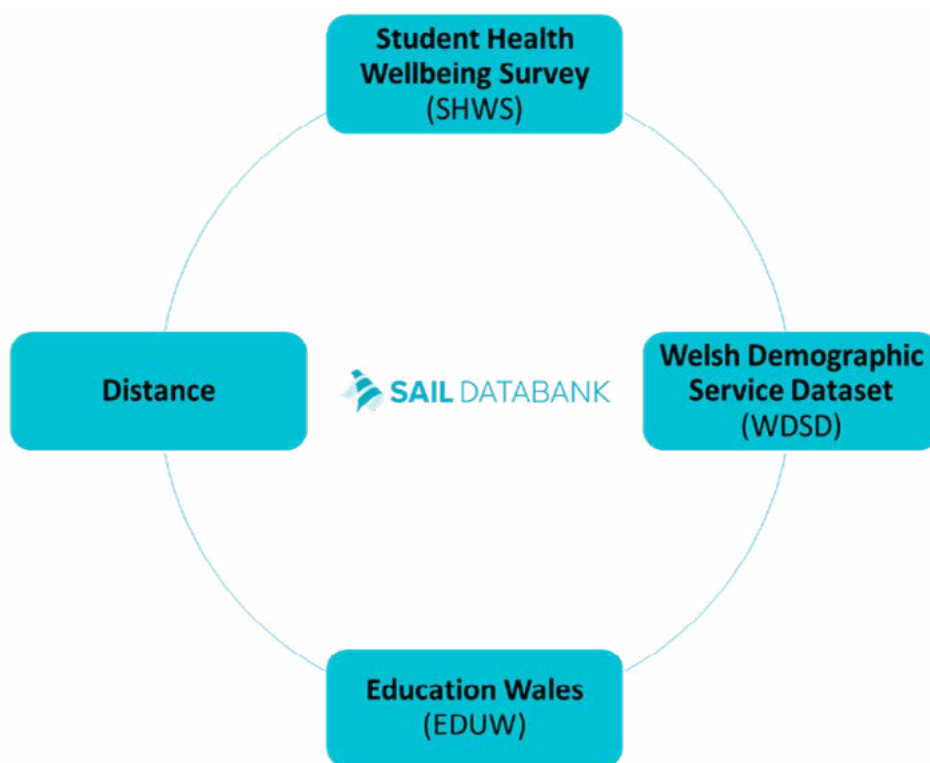 Student Health
Wellbeing Survey
(SHWS)
Distance
SAIL DATABANK
Welsh Demographic
Service Dataset
(WDSD)
Education Wales
(EDUW)